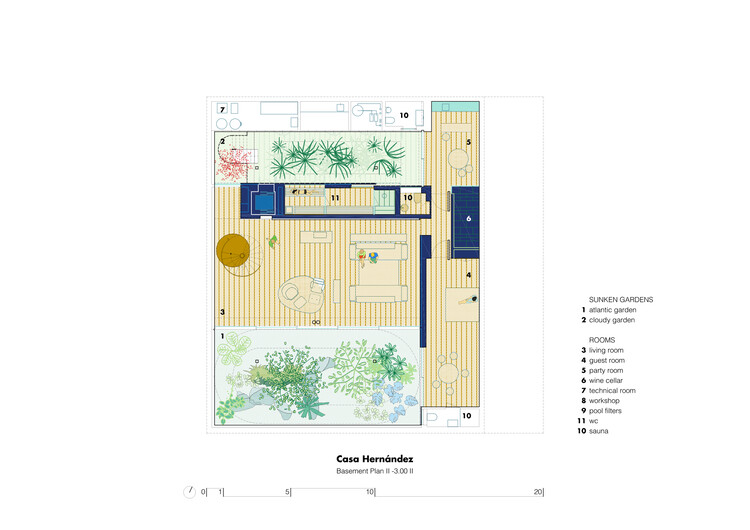 7
10
2
5
11
10
6
4
3
1
10
SUNKEN GARDENS
1 atlantic garden
2 cloudy garden
ROOMS
3 living room
4 guest room
5 party room
6 wine cellar
7 technical room
8 workshop
9 pool filters
11 wc
10 sauna
Casa Hernández
Basement Plan II -3.00 II
0 1 5 10 20